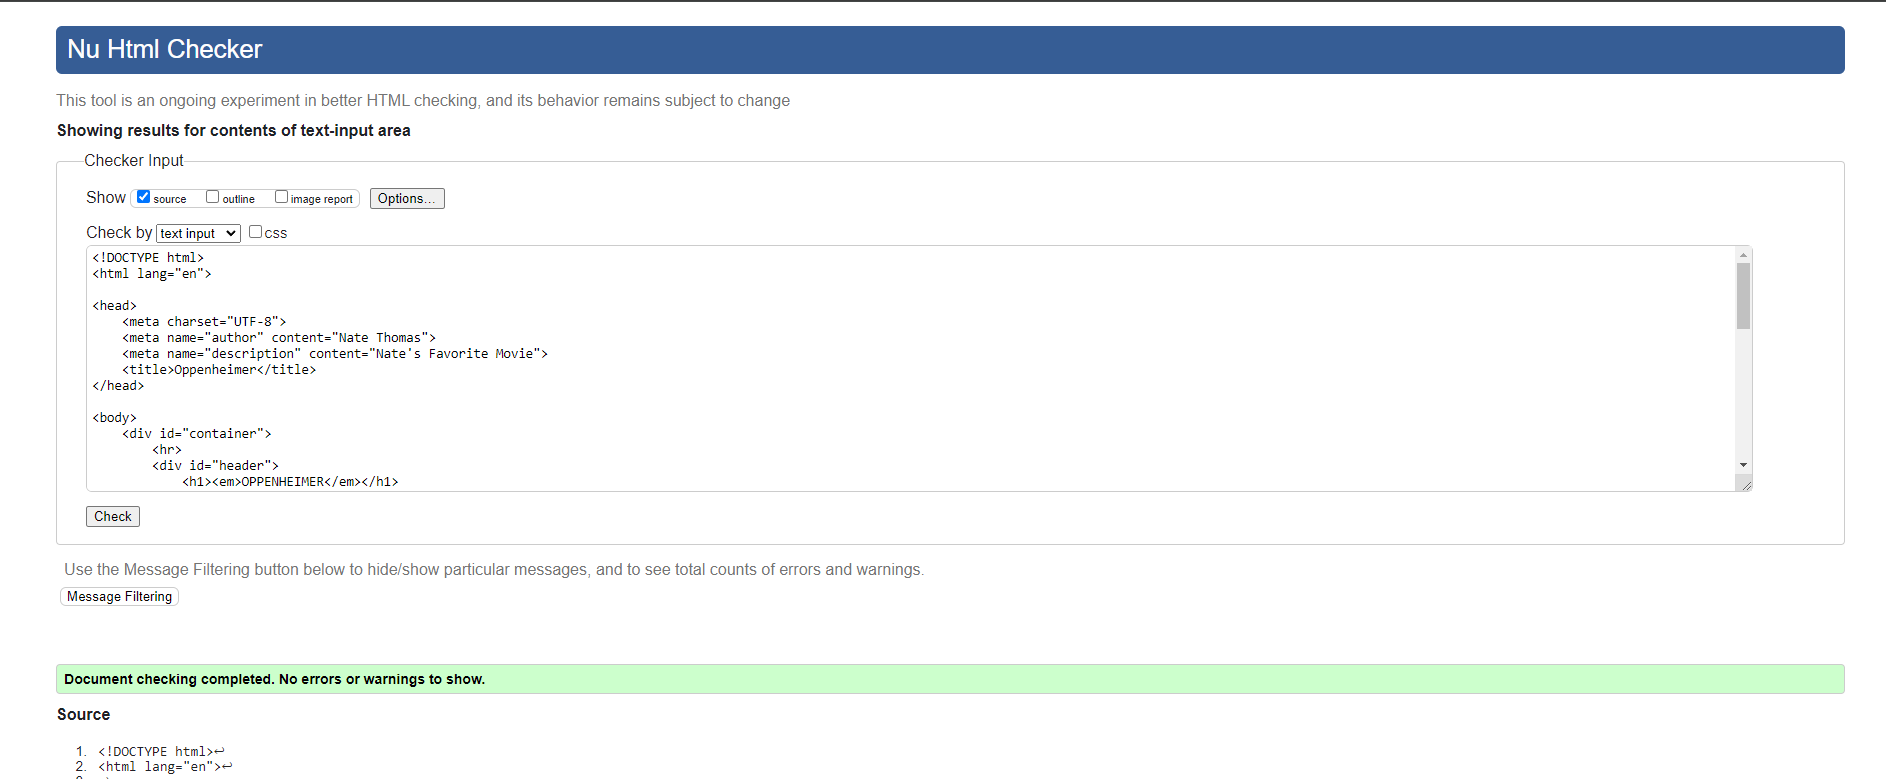 Nu Html Checker
This tool is an ongoing experiment in better HTML checking, and its behavior remains subject to change
Showing results for contents of text-input area
Checker Input
Show source outline image report Options...
Check by text input css
<!DOCTYPE html>
<html lang="en">
<head>
    <meta charset="UTF-8">
    <meta name="author" content="Nate Thomas">
    <meta name="description" content="Nate's Favorite Movie">
    <title>Oppenheimer</title>
</head>
<body>
    <div id="container">
        <hr>
        <div id="header">
            <h1><em>OPPENHEIMER</em></h1>
Check
Use the Message Filtering button below to hide/show particular messages, and to see total counts of errors and warnings.
Message Filtering
Document checking completed. No errors or warnings to show.
Source
1. <!DOCTYPE html>↩
2. <html lang="en">↩